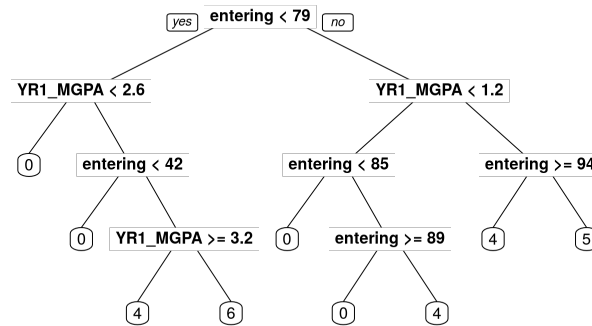 entering < 79
yes no
YR1_MGPA < 2.6 YR1_MGPA < 1.2
0 entering < 42 entering < 85 entering >= 94
0 YR1_MGPA >= 3.2 0 entering >= 89 4 5
4 6 0 4